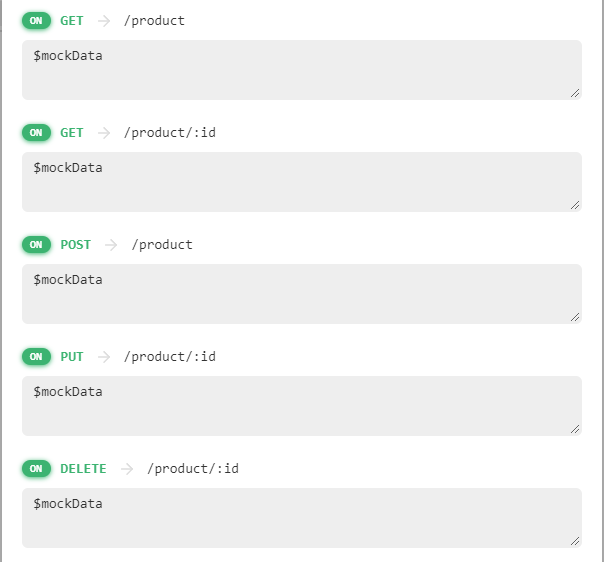 ON GET → /product
$mockData
ON GET → /product/:id
$mockData
ON POST → /product
$mockData
ON PUT → /product/:id
$mockData
ON DELETE → /product/:id
$mockData